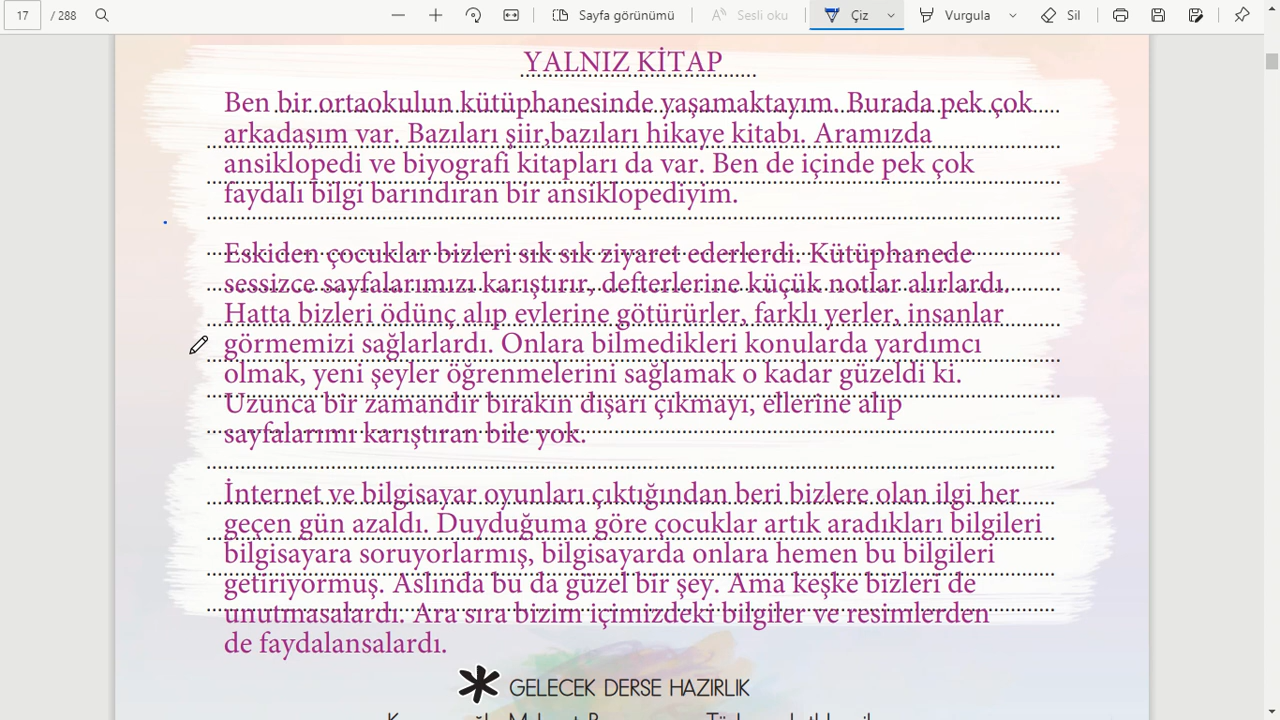 17 / 288 Sayfa görünümü Sesli oku Çiz Vurgula Sil
YALNIZ KİTAP
Ben bir ortaokulun kütüphanesinde yaşamaktayım. Burada pek çok
arkadaşım var. Bazıları şiir,bazıları hikaye kitabı. Aramızda
ansiklopedi ve biyografi kitapları da var. Ben de içinde pek çok
faydalı bilgi barındıran bir ansiklopediyim.
Eskiden çocuklar bizleri sık sık ziyaret ederlerdi. Kütüphanede
sessizce sayfalarımızı karıştırır, defterlerine küçük notlar alırlardı.
Hatta bizleri ödünç alıp evlerine götürürler, farklı yerler, insanlar
görmemizi sağlarlardı. Onlara bilmedikleri konularda yardımcı
olmak, yeni şeyler öğrenmelerini sağlamak o kadar güzeldi ki.
Uzunca bir zamandır bırakın dışarı çıkmayı, ellerine alıp
sayfalarımı karıştıran bile yok.
İnternet ve bilgisayar oyunları çıktığından beri bizlere olan ilgi her
geçen gün azaldı. Duyduğuma göre çocuklar artık aradıkları bilgileri
bilgisayara soruyorlarmış, bilgisayarda onlara hemen bu bilgileri
getiriyormuş. Aslında bu da güzel bir şey. Ama keşke bizleri de
unutmasalardı. Ara sıra bizim içimizdeki bilgiler ve resimlerden
de faydalansalardı.
GELECEK DERSE HAZIRLIK